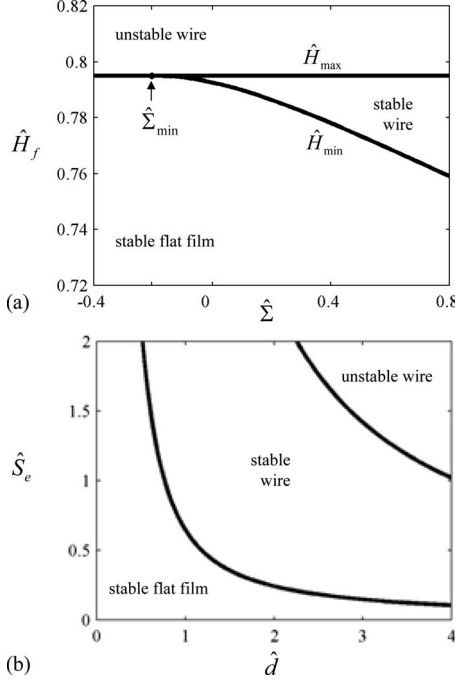 0.82
unstable wire
Ĥmax
0.8
Σ̂min
stable
wire
0.78
Ĥf
Ĥmin
0.76
stable flat film
0.74
0.72
(a)
-0.4 0 0.4 0.8
Σ̂
2
unstable wire
1.5
Ŝe
stable
wire
1
0.5
stable flat film
0
0 1 2 3 4
(b)
d̂